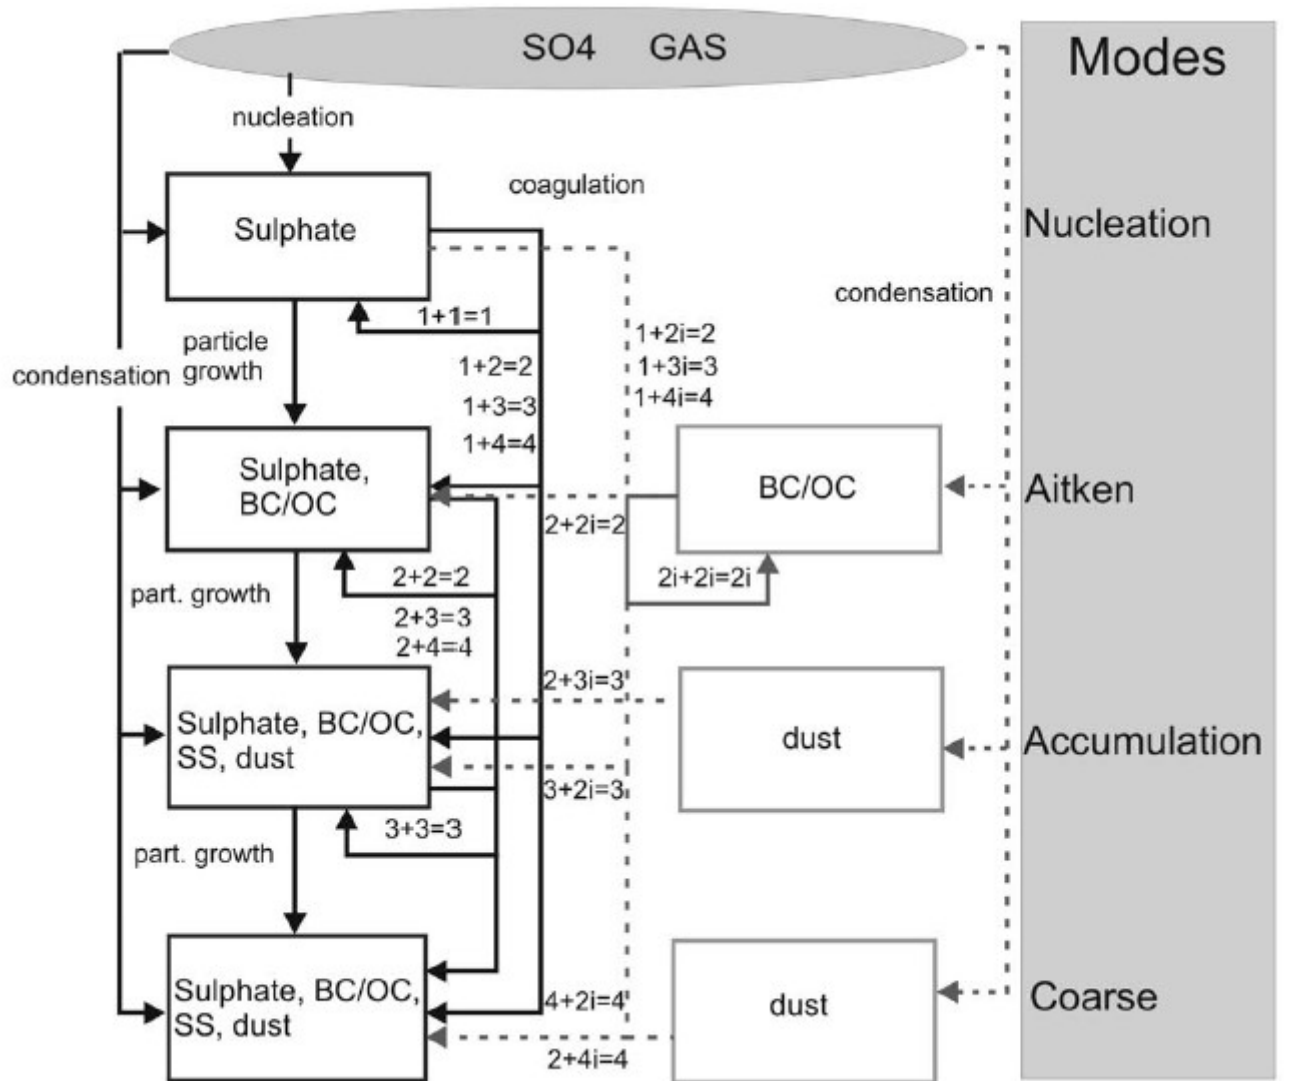 SO4 GAS
Modes
nucleation
coagulation
Sulphate
Nucleation
condensation
1+1=1
particle
growth
condensation
1+2=2
1+3=3
1+4=4
1+2i=2
1+3i=3
1+4i=4
Sulphate,
BC/OC
BC/OC
Aitken
2+2i=2
2+2=2
2i+2i=2i
part. growth
2+3=3
2+4=4
2+3i=3
Sulphate, BC/OC,
SS, dust
dust
Accumulation
3+2i=3
3+3=3
part. growth
Sulphate, BC/OC,
SS, dust
4+2i=4
dust
Coarse
2+4i=4